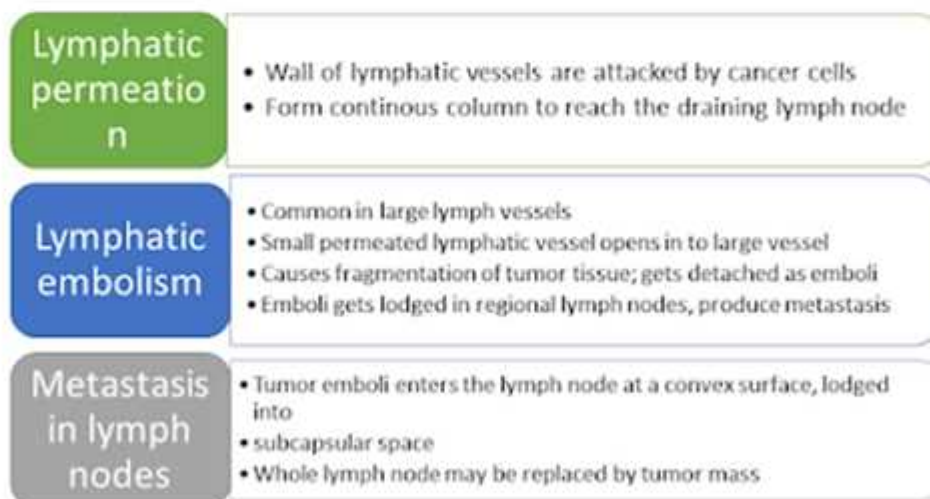 Lymphatic
permeatio
n
• Wall of lymphatic vessels are attacked by cancer cells
• Form continous column to reach the draining lymph node
Lymphatic
embolism
• Common in large lymph vessels
• Small permeated lymphatic vessel opens in to large vessel
• Causes fragmentation of tumor tissue; gets detached as emboli
• Emboli gets lodged in regional lymph nodes, produce metastasis
Metastasis
in lymph
nodes
• Tumor emboli enters the lymph node at a convex surface, lodged
into
• subcapsular space
• Whole lymph node may be replaced by tumor mass